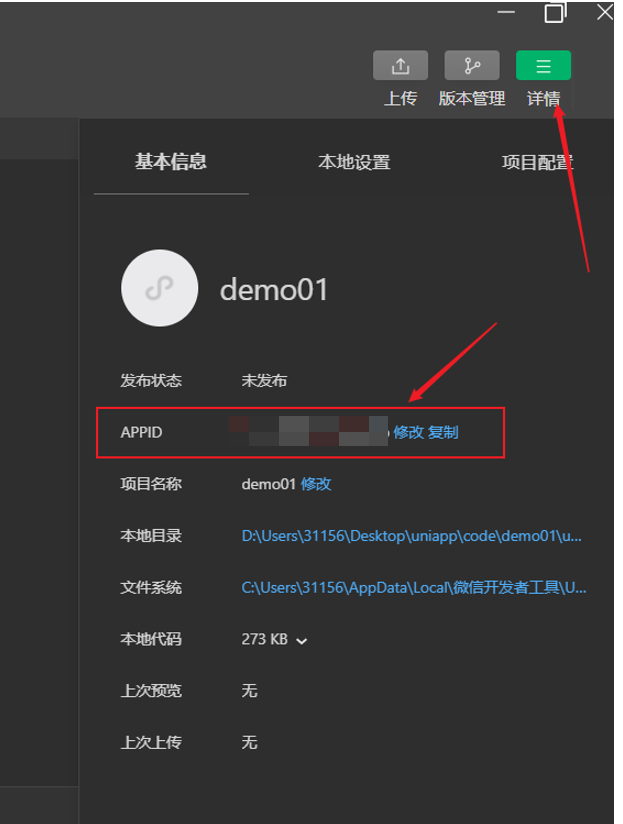 上传 版本管理 详情
基本信息 本地设置 项目配置
demo01
发布状态 未发布
APPID 修改 复制
项目名称 demo01 修改
本地目录 D:\Users\31156\Desktop\uniapp\code\demo01\u...
文件系统 C:\Users\31156\AppData\Local\微信开发者工具\U...
本地代码 273 KB
上次预览 无
上次上传 无